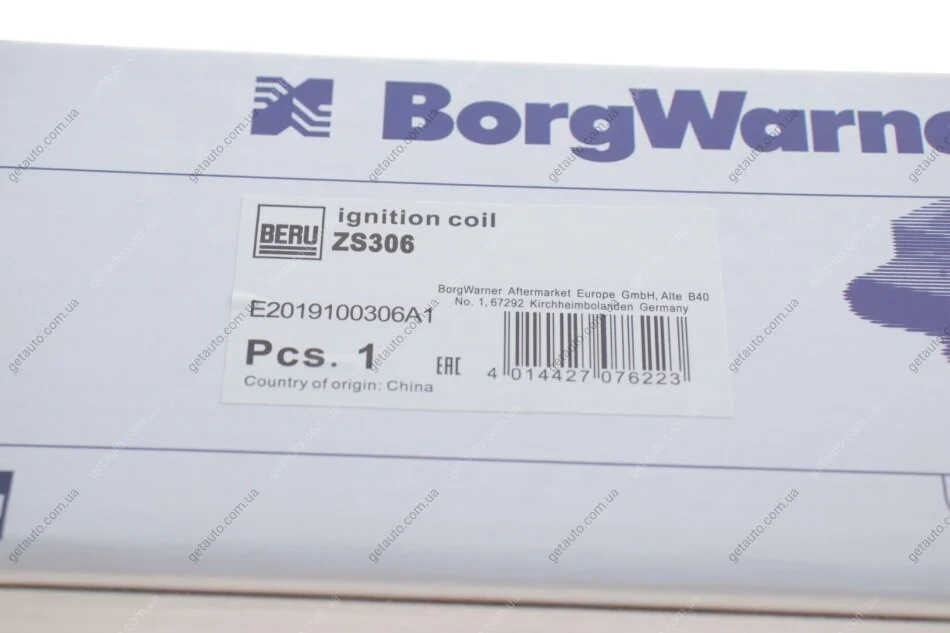 BorgWarne
BERU
ignition coil
ZS306
BorgWarner Aftermarket Europe GmbH, Alte B40
No. 1, 67292 Kirchheimbolanden Germany
E2019100306A1
Pcs. 1
EAC
4 014427 076223
Country of origin: China
getauto.com.ua